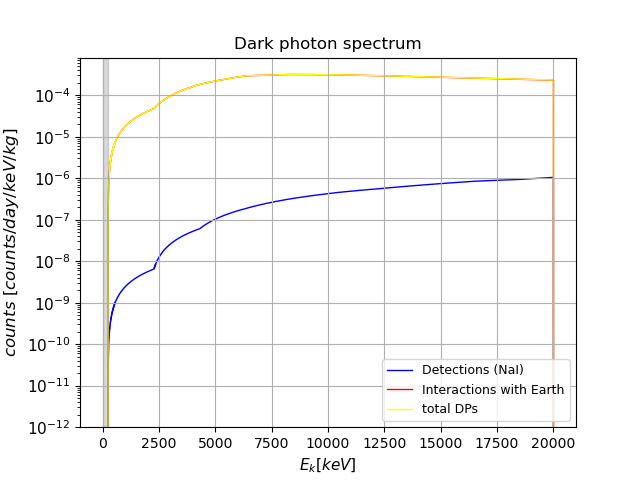 Dark photon spectrum
counts [counts/day/keV/kg]
10⁻⁴
10⁻⁵
10⁻⁶
10⁻⁷
10⁻⁸
10⁻⁹
10⁻¹⁰
10⁻¹¹
10⁻¹²
Detections (NaI)
Interactions with Earth
total DPs
0 2500 5000 7500 10000 12500 15000 17500 20000
Eₖ[keV]